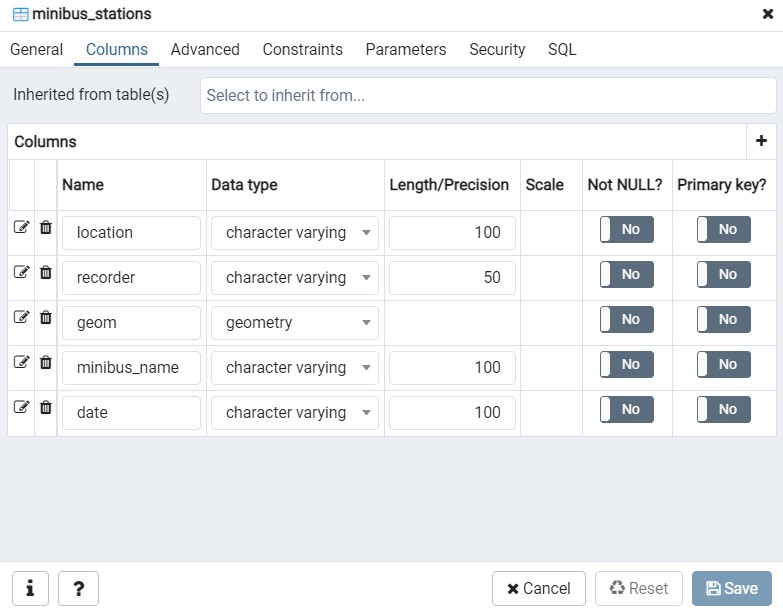 minibus_stations
General Columns Advanced Constraints Parameters Security SQL
Inherited from table(s) Select to inherit from...
Columns
Name Data type Length/Precision Scale Not NULL? Primary key?
location character varying 100 No No
recorder character varying 50 No No
geom geometry No No
minibus_name character varying 100 No No
date character varying 100 No No
i ? Cancel Reset Save